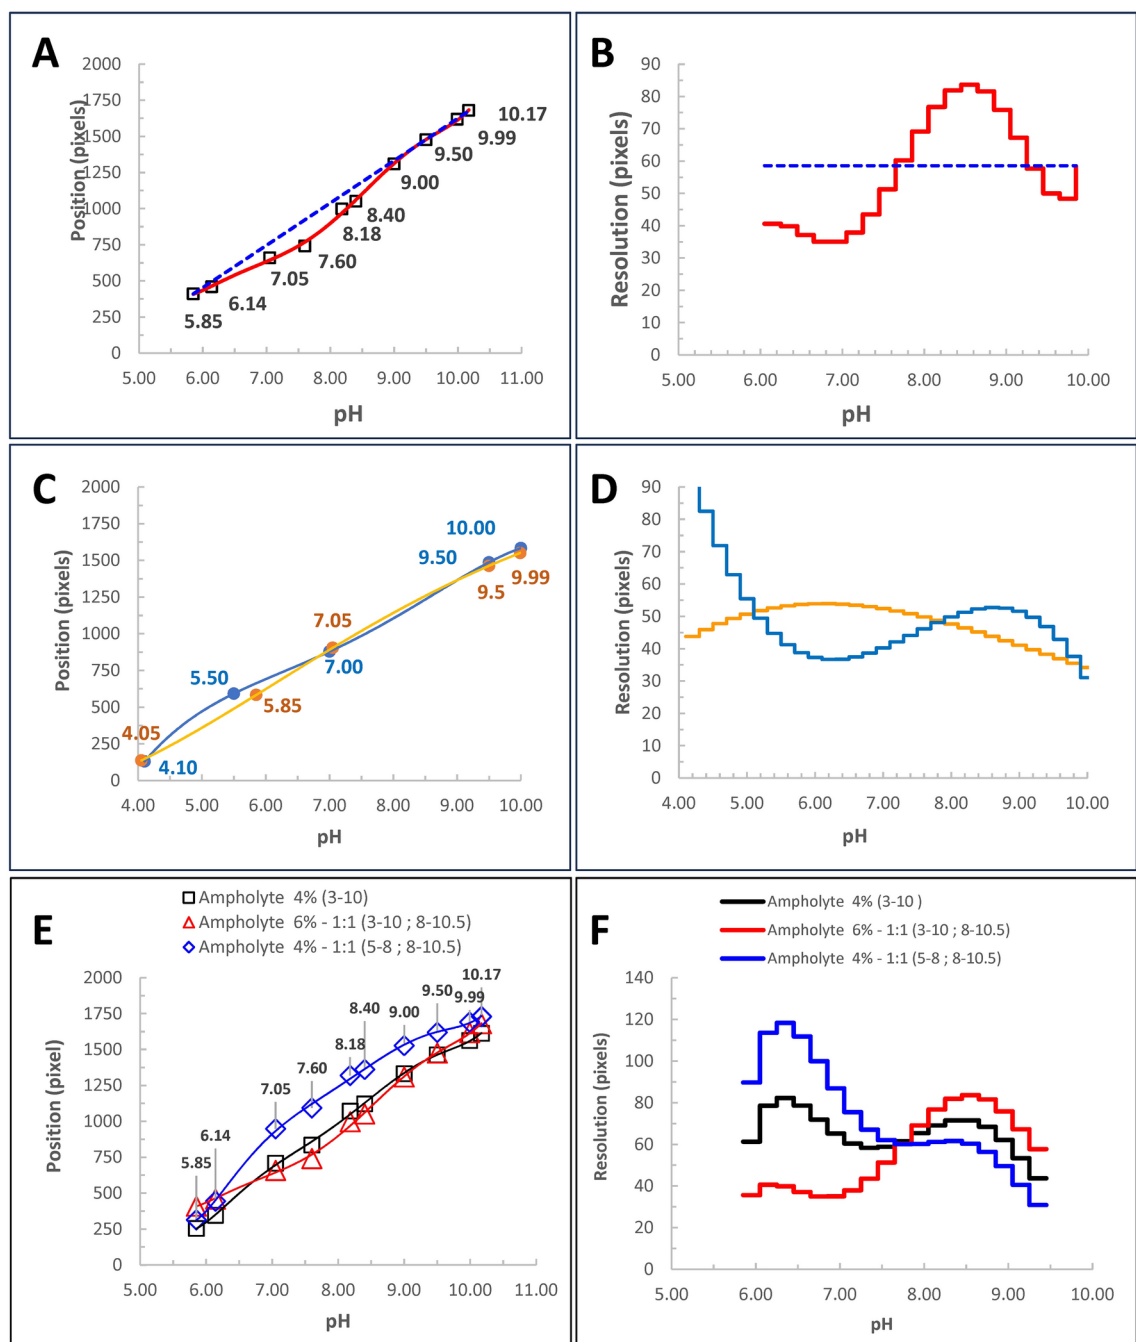 A
Position (pixels)
2000
1750
1500
1250
1000
750
500
250
0
10.17
9.99
9.50
9.00
8.40
8.18
7.60
7.05
6.14
5.85
5.00 6.00 7.00 8.00 9.00 10.00 11.00
pH
B
Resolution (pixels)
90
80
70
60
50
40
30
20
10
0
5.00 6.00 7.00 8.00 9.00 10.00
pH
C
Position (pixels)
2000
1750
1500
1250
1000
750
500
250
0
10.00
9.50
9.5 9.99
7.05
7.00
5.50
5.85
4.05
4.10
4.00 5.00 6.00 7.00 8.00 9.00 10.00
pH
D
Resolution (pixels)
90
80
70
60
50
40
30
20
10
0
4.00 5.00 6.00 7.00 8.00 9.00 10.00
pH
E
Ampholyte 4% (3-10)
Ampholyte 6% - 1:1 (3-10 ; 8-10.5)
Ampholyte 4% - 1:1 (5-8 ; 8-10.5)
Position (pixel)
2000
1750
1500
1250
1000
750
500
250
0
10.17
9.99
9.50
9.00
8.40
8.18
7.60
7.05
6.14
5.85
5.00 6.00 7.00 8.00 9.00 10.00 11.00
pH
F
Ampholyte 4% (3-10 )
Ampholyte 6% - 1:1 (3-10 ; 8-10.5)
Ampholyte 4% - 1:1 (5-8 ; 8-10.5)
Resolution (pixels)
140
120
100
80
60
40
20
0
5.00 6.00 7.00 8.00 9.00 10.00
pH